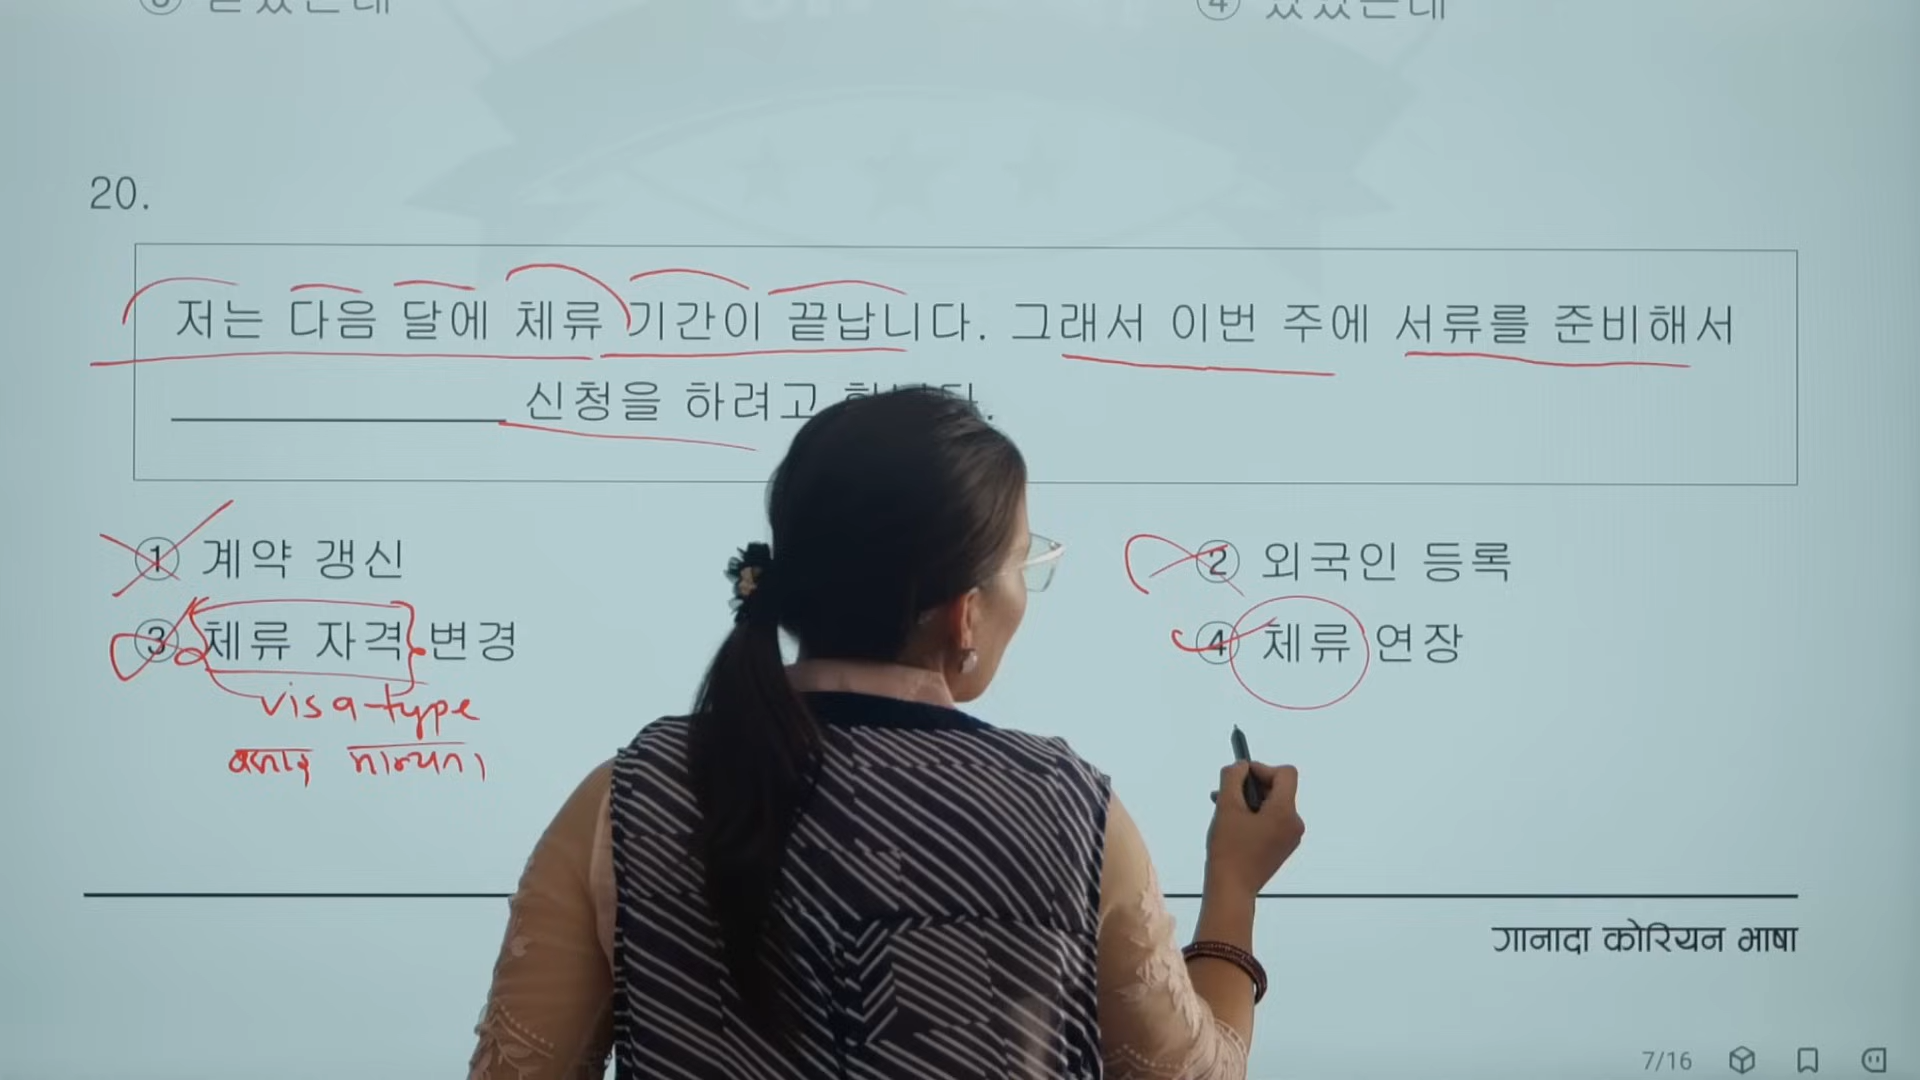 ④
20.
저는 다음 달에 체류 기간이 끝납니다. 그래서 이번 주에 서류를 준비해서
신청을 하려고
① 계약 갱신
② 외국인 등록
③ 체류 자격 변경
④ 체류 연장
visa type
गानादा कोरियन भाषा
7/16